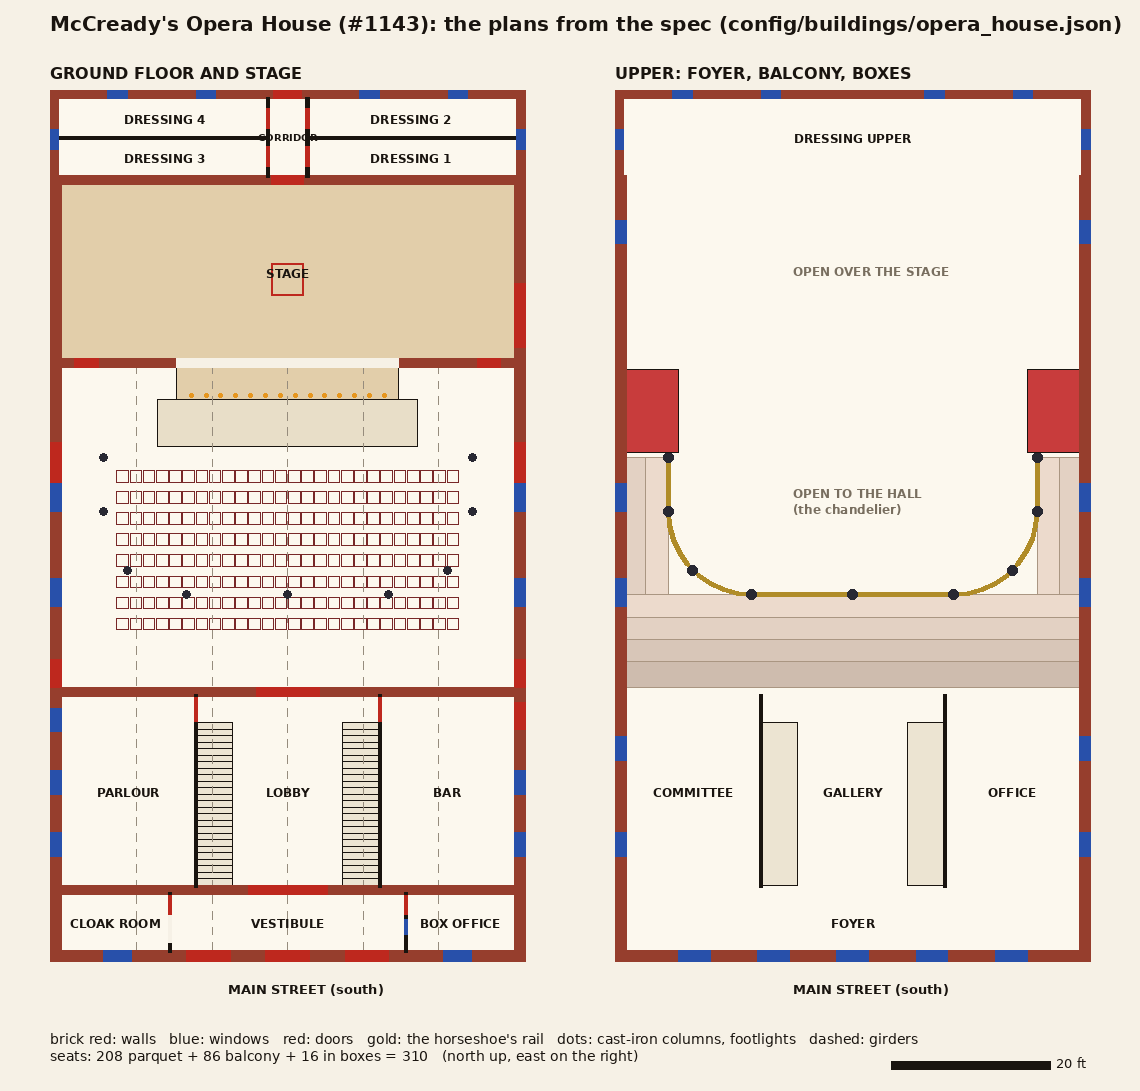 McCready's Opera House (#1143): the plans from the spec (config/buildings/opera_house.json)
GROUND FLOOR AND STAGE
UPPER: FOYER, BALCONY, BOXES
DRESSING 4
DRESSING 2
CORRIDOR
DRESSING 3
DRESSING 1
DRESSING UPPER
STAGE
OPEN OVER THE STAGE
OPEN TO THE HALL
(the chandelier)
PARLOUR
LOBBY
BAR
COMMITTEE
GALLERY
OFFICE
CLOAK ROOM
VESTIBULE
BOX OFFICE
FOYER
MAIN STREET (south)
MAIN STREET (south)
brick red: walls   blue: windows   red: doors   gold: the horseshoe's rail   dots: cast-iron columns, footlights   dashed: girders
seats: 208 parquet + 86 balcony + 16 in boxes = 310   (north up, east on the right)
20 ft